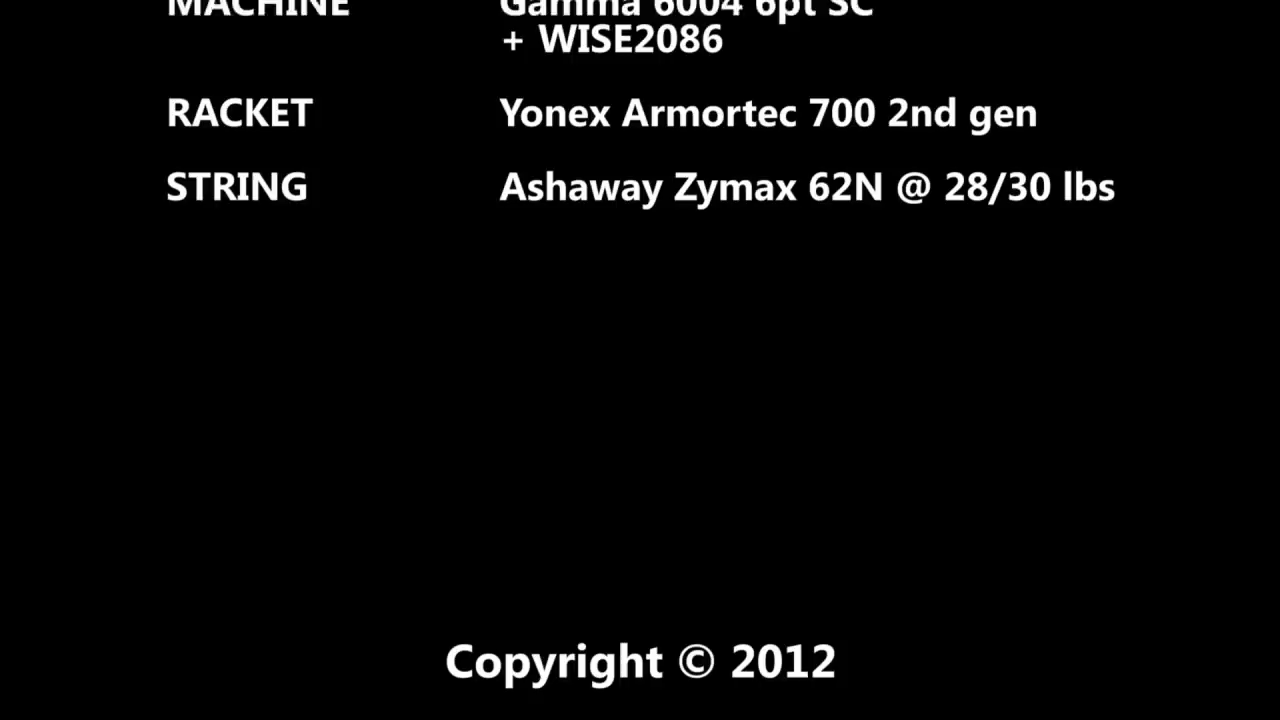 MACHINE Gamma 6004 6pt SC
+ WISE2086
RACKET Yonex Armortec 700 2nd gen
STRING Ashaway Zymax 62N @ 28/30 lbs
Copyright © 2012